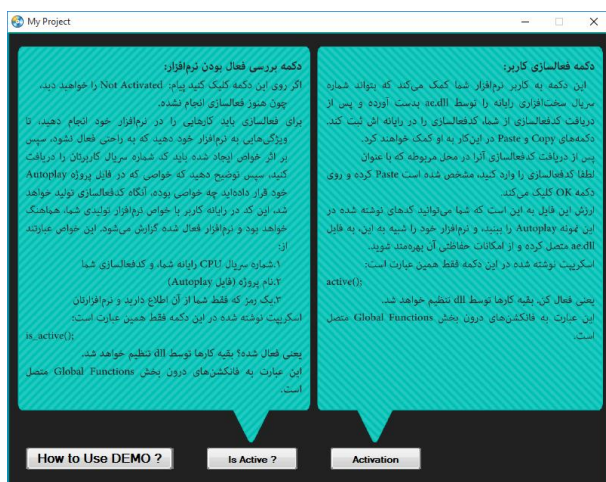 My Project
دکمه فعالسازی کاربر:
این دکمه به کاربر نرم‌افزار شما کمک می‌کند که بتواند شماره
سریال سخت‌افزاری رایانه را توسط ae.dll بدست آورده و پس از
دریافت کدفعالسازی از شما، کدفعالسازی را در رایانه اش ثبت کند.
دکمه‌های Copy و Paste در این‌کار به او کمک خواهند کرد.
پس از دریافت کدفعالسازی آنرا در محل مربوطه که با عنوان
لطفا کدفعالسازی را وارد کنید، مشخص شده است Paste کرده و روی
دکمه OK کلیک می‌کند.
ارزش این فایل به این است که شما می‌توانید کدهای نوشته شده در
این نمونه Autoplay را ببینید، و نرم‌افزار خود را شبیه به این، به فایل
ae.dll متصل کرده و از امکانات حفاظتی آن بهره‌مند شوید.
اسکریپت نوشته شده در این دکمه فقط همین عبارت است:
active();
یعنی فعال کن. بقیه کارها توسط dll تنظیم خواهد شد.
این عبارت به فانکشن‌های درون بخش Global Functions متصل
است.
دکمه بررسی فعال بودن نرم‌افزار:
اگر روی این دکمه کلیک کنید پیام: Not Activated را خواهید دید،
چون هنوز فعالسازی انجام نشده.
برای فعالسازی باید کارهایی را در نرم‌افزار خود انجام دهید، تا
ویژگی‌هایی به نرم‌افزار خود دهید که به راحتی فعال نشود، سپس
بر اثر خواص ایجاد شده باید کد شماره سریال کاربرتان را دریافت
کنید، سپس توضیح دهید که خواصی که در فایل پروژه Autoplay
خود قرار داده‌اید چه خواصی بوده، آنگاه کدفعالسازی تولید خواهد
شد، این کد در رایانه کاربر با خواص نرم‌افزار تولیدی شما، هماهنگ
خواهد بود و نرم‌افزار فعال شده گزارش می‌شود. این خواص عبارتند
از:
۱.شماره سریال CPU رایانه شما، و کدفعالسازی شما
۲.نام پروژه (فایل Autoplay)
۳.یک رمز که فقط شما از آن اطلاع دارید و نرم‌افزارتان
اسکریپت نوشته شده در این دکمه فقط همین عبارت است:
is_active();
یعنی فعال شده؟ بقیه کارها توسط dll تنظیم خواهد شد.
این عبارت به فانکشن‌های درون بخش Global Functions متصل
است.
How to Use DEMO ?
Is Active ?
Activation